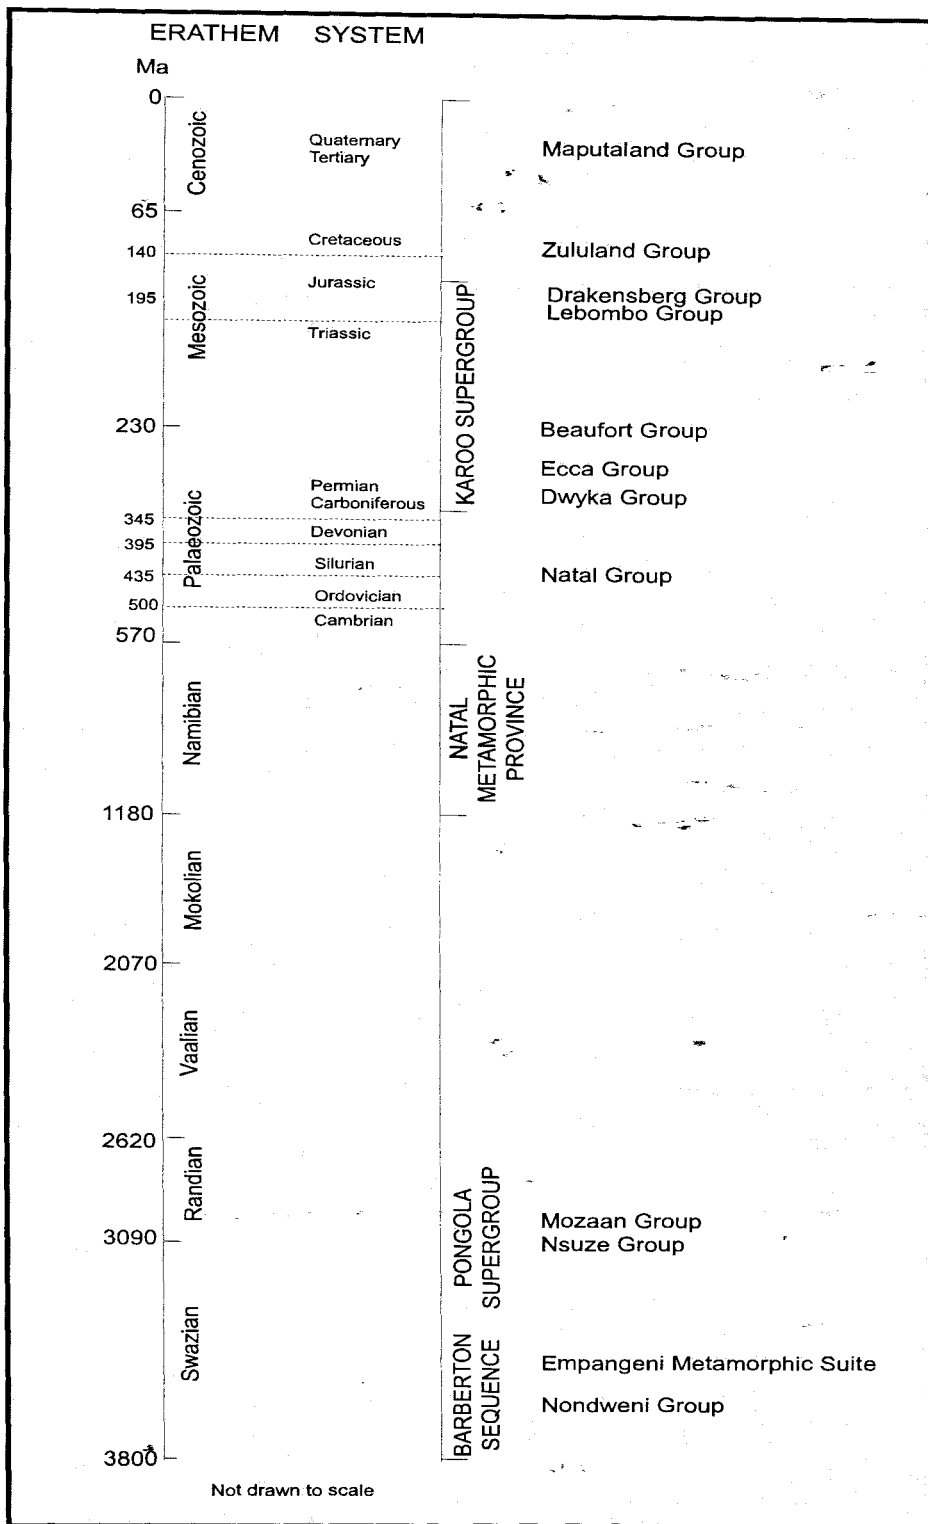 ERATHEM SYSTEM
Ma
0
Cenozoic
Quaternary
Tertiary
Maputaland Group
65
Cretaceous
140
Zululand Group
Mesozoic
Jurassic
195
Drakensberg Group
Lebombo Group
Triassic
KAROO SUPERGROUP
230
Beaufort Group
Ecca Group
Permian
Carboniferous
Dwyka Group
Palaeozoic
345
Devonian
395
Silurian
435
Natal Group
Ordovician
500
Cambrian
570
Namibian
NATAL
METAMORPHIC
PROVINCE
1180
Mokolian
2070
Vaalian
2620
Randian
PONGOLA
SUPERGROUP
Mozaan Group
3090
Nsuze Group
Swazian
BARBERTON
SEQUENCE
Empangeni Metamorphic Suite
Nondweni Group
3800
Not drawn to scale